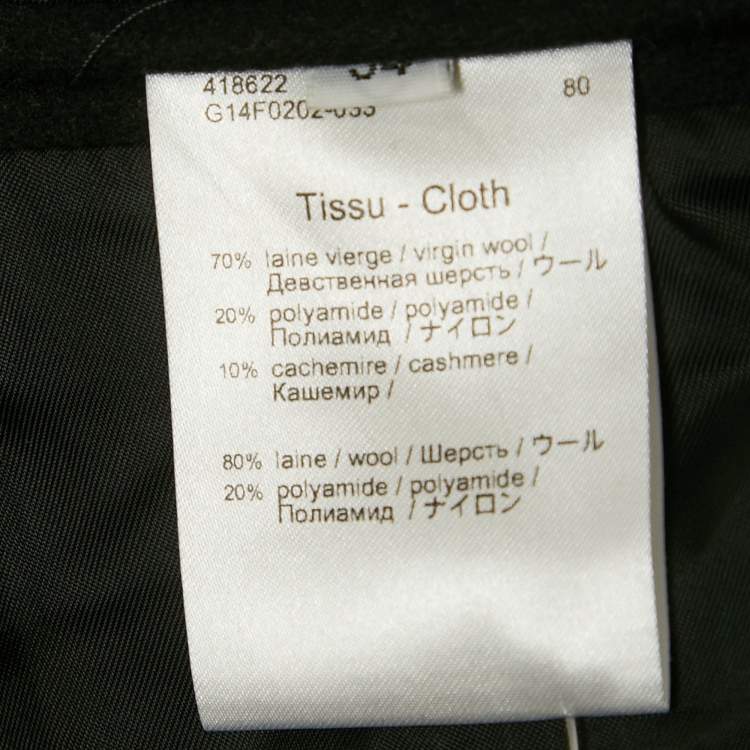 418622
80
Tissu - Cloth
70% laine vierge / virgin wool /
Девственная шерсть / ウール
20% polyamide / polyamide /
Полиамид / ナイロン
10% cachemire / cashmere /
Кашемир /
80% laine / wool / Шерсть / ウール
20% polyamide / polyamide /
Полиамид / ナイロン